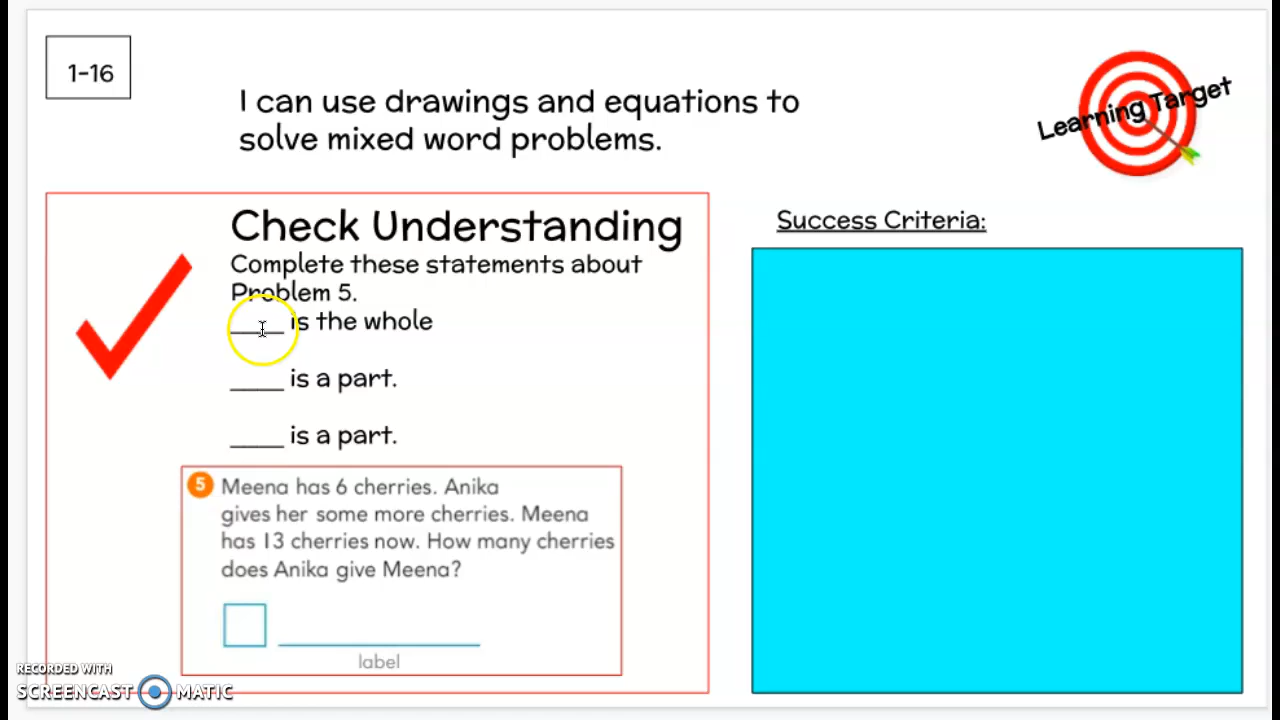 1-16
I can use drawings and equations to
solve mixed word problems.
Learning Target
Check Understanding
Complete these statements about
Problem 5.
____ is the whole
____ is a part.
____ is a part.
5 Meena has 6 cherries. Anika
gives her some more cherries. Meena
has 13 cherries now. How many cherries
does Anika give Meena?
label
Success Criteria:
RECORDED WITH
SCREENCAST MATIC